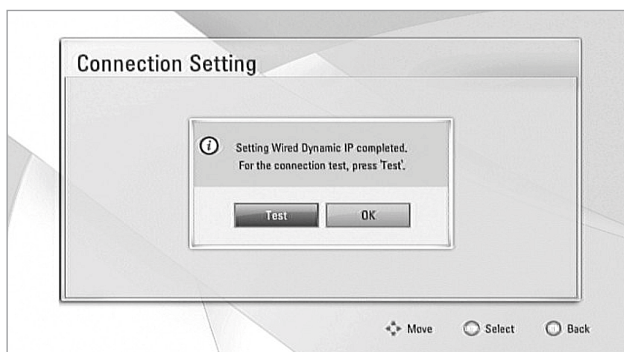 Connection Setting
Setting Wired Dynamic IP completed.
For the connection test, press 'Test'.
Test OK
Move Select Back